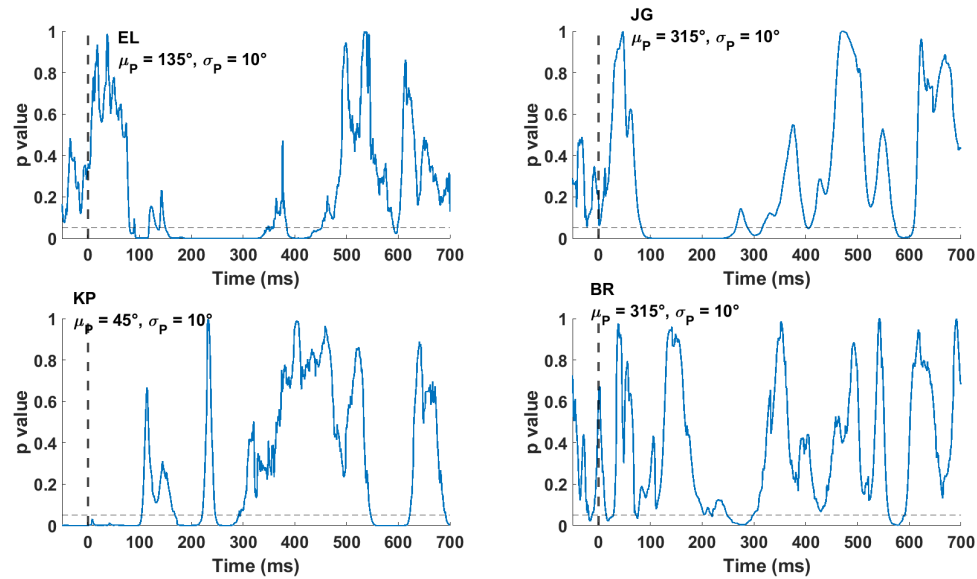 EL
μP = 135°, σP = 10°
p value
1
0.8
0.6
0.4
0.2
0
0 100 200 300 400 500 600 700
Time (ms)
JG
μP = 315°, σP = 10°
p value
1
0.8
0.6
0.4
0.2
0
0 100 200 300 400 500 600 700
Time (ms)
KP
μP = 45°, σP = 10°
p value
1
0.8
0.6
0.4
0.2
0
0 100 200 300 400 500 600 700
Time (ms)
BR
μP = 315°, σP = 10°
p value
1
0.8
0.6
0.4
0.2
0
0 100 200 300 400 500 600 700
Time (ms)